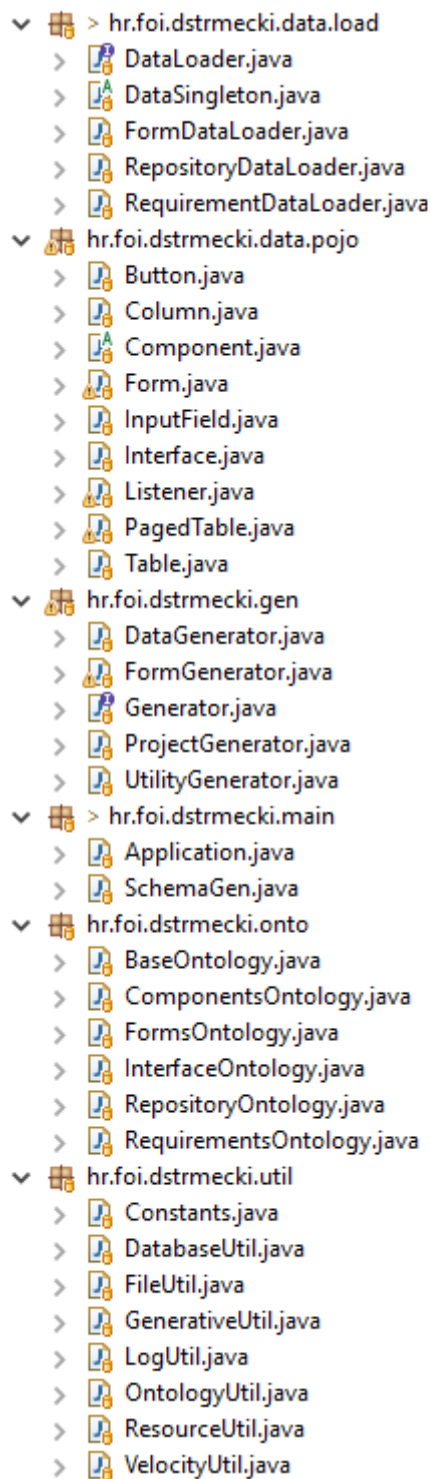 > hr.foi.dstrmecki.data.load
DataLoader.java
DataSingleton.java
FormDataLoader.java
RepositoryDataLoader.java
RequirementDataLoader.java
hr.foi.dstrmecki.data.pojo
Button.java
Column.java
Component.java
Form.java
InputField.java
Interface.java
Listener.java
PagedTable.java
Table.java
hr.foi.dstrmecki.gen
DataGenerator.java
FormGenerator.java
Generator.java
ProjectGenerator.java
UtilityGenerator.java
> hr.foi.dstrmecki.main
Application.java
SchemaGen.java
hr.foi.dstrmecki.onto
BaseOntology.java
ComponentsOntology.java
FormsOntology.java
InterfaceOntology.java
RepositoryOntology.java
RequirementsOntology.java
hr.foi.dstrmecki.util
Constants.java
DatabaseUtil.java
FileUtil.java
GenerativeUtil.java
LogUtil.java
OntologyUtil.java
ResourceUtil.java
VelocityUtil.java